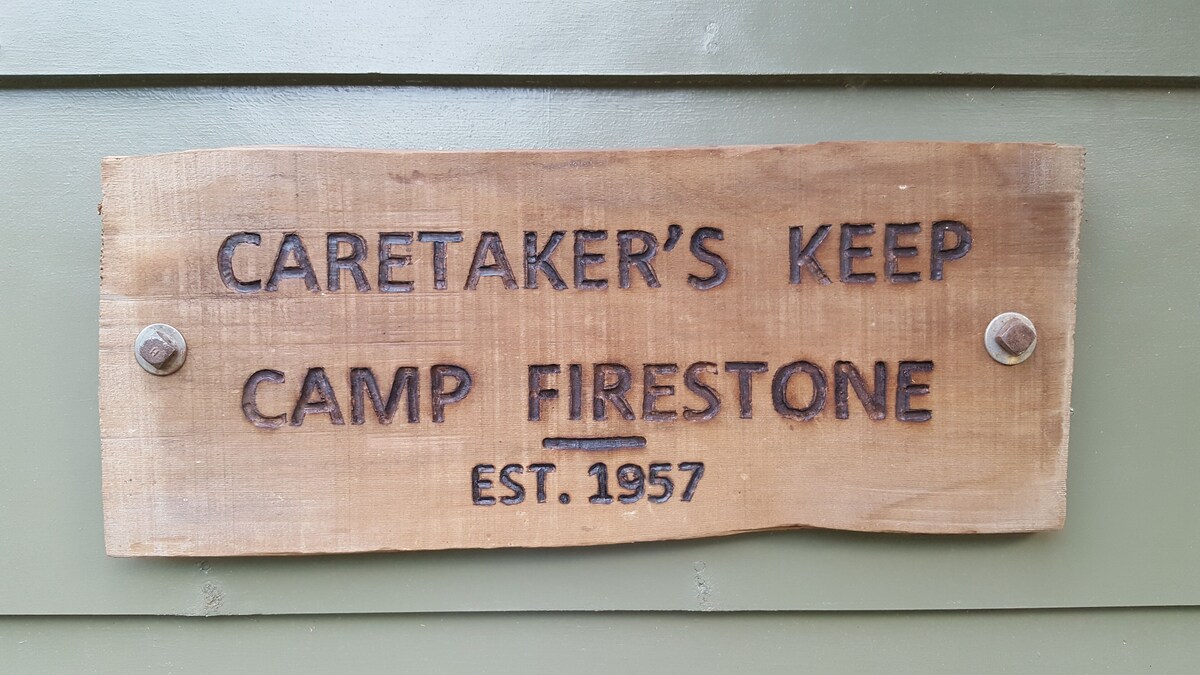 CARETAKER'S KEEP
CAMP FIRESTONE
EST. 1957